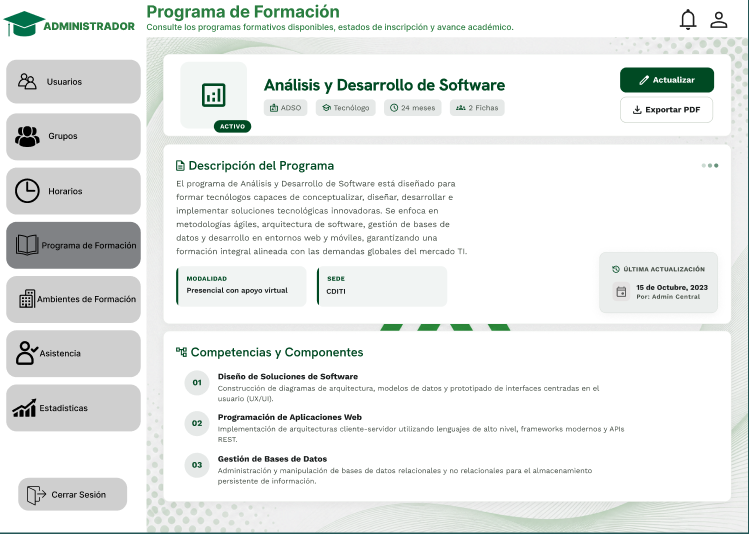 ADMINISTRADOR
Programa de Formación
Consulte los programas formativos disponibles, estados de inscripción y avance académico.
Usuarios
Grupos
Horarios
Programa de Formación
Ambientes de Formación
Asistencia
Estadisticas
Cerrar Sesión
ACTIVO
Análisis y Desarrollo de Software
ADSO
Tecnólogo
24 meses
2 Fichas
Actualizar
Exportar PDF
Descripción del Programa
El programa de Análisis y Desarrollo de Software está diseñado para
formar tecnólogos capaces de conceptualizar, diseñar, desarrollar e
implementar soluciones tecnológicas innovadoras. Se enfoca en
metodologías ágiles, arquitectura de software, gestión de bases de
datos y desarrollo en entornos web y móviles, garantizando una
formación integral alineada con las demandas globales del mercado TI.
MODALIDAD
Presencial con apoyo virtual
SEDE
CDITI
ÚLTIMA ACTUALIZACIÓN
15 de Octubre, 2023
Por: Admin Central
Competencias y Componentes
01
Diseño de Soluciones de Software
Construcción de diagramas de arquitectura, modelos de datos y prototipado de interfaces centradas en el
usuario (UX/UI).
02
Programación de Aplicaciones Web
Implementación de arquitecturas cliente-servidor utilizando lenguajes de alto nivel, frameworks modernos y APIs
REST.
03
Gestión de Bases de Datos
Administración y manipulación de bases de datos relacionales y no relacionales para el almacenamiento
persistente de información.